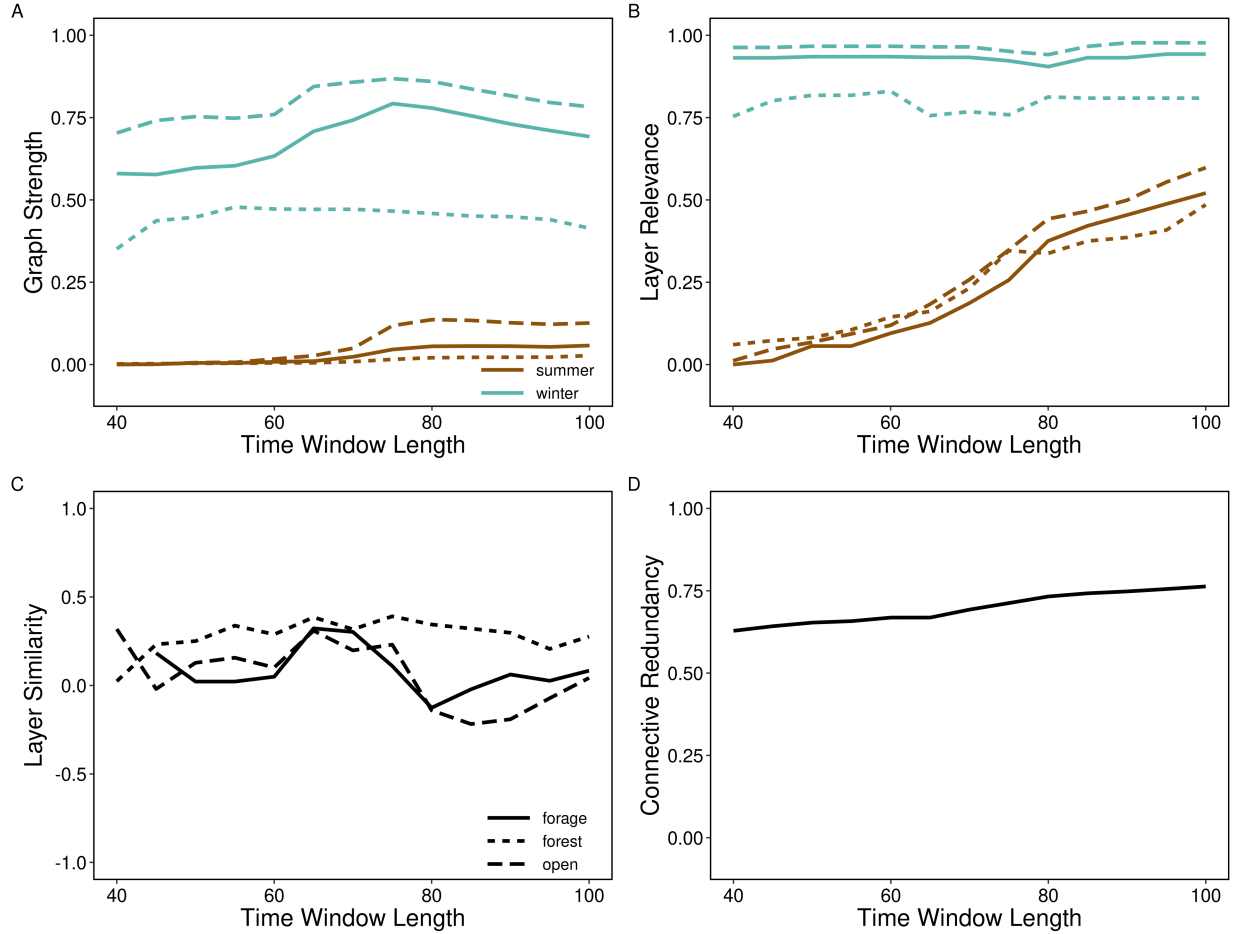 A
1.00
0.75
0.50
0.25
0.00
Graph Strength
summer
winter
40
60
80
100
Time Window Length
B
1.00
0.75
0.50
0.25
0.00
Layer Relevance
40
60
80
100
Time Window Length
C
1.0
0.5
0.0
-0.5
-1.0
Layer Similarity
forage
forest
open
40
60
80
100
Time Window Length
D
1.00
0.75
0.50
0.25
0.00
Connective Redundancy
40
60
80
100
Time Window Length